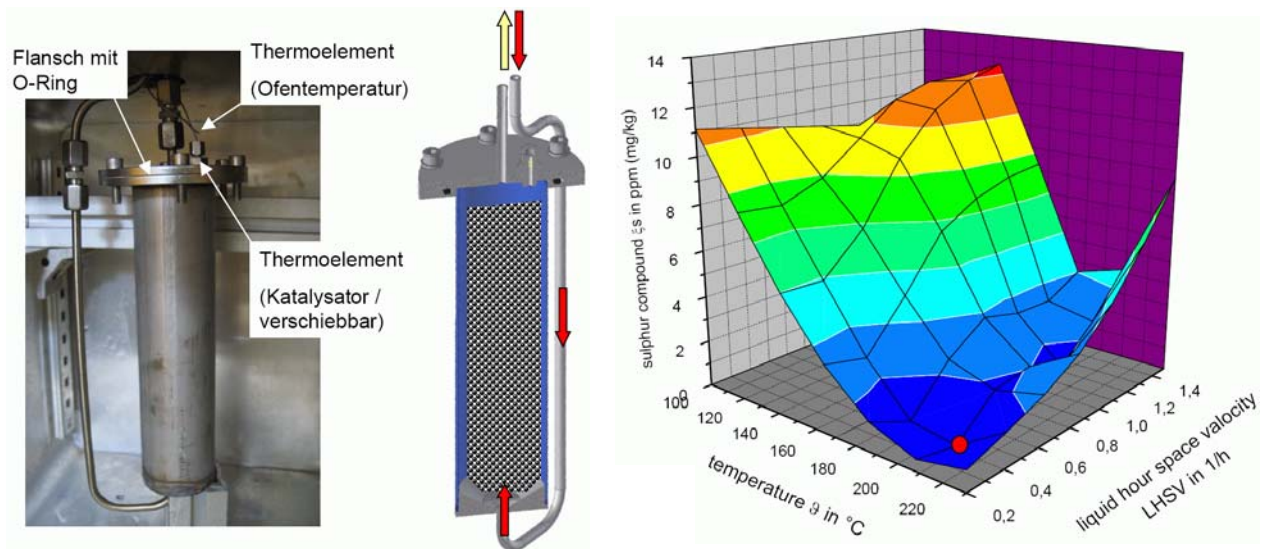 Flansch mit
O-Ring
Thermoelement
(Ofentemperatur)
Thermoelement
(Katalysator /
verschiebbar)
sulphur compound ξs in ppm (mg/kg)
14
12
10
8
6
4
2
0
100
120
140
160
180
200
220
temperature ϑ in °C
0,2
0,4
0,6
0,8
1,0
1,2
1,4
liquid hour space valocity
LHSV in 1/h